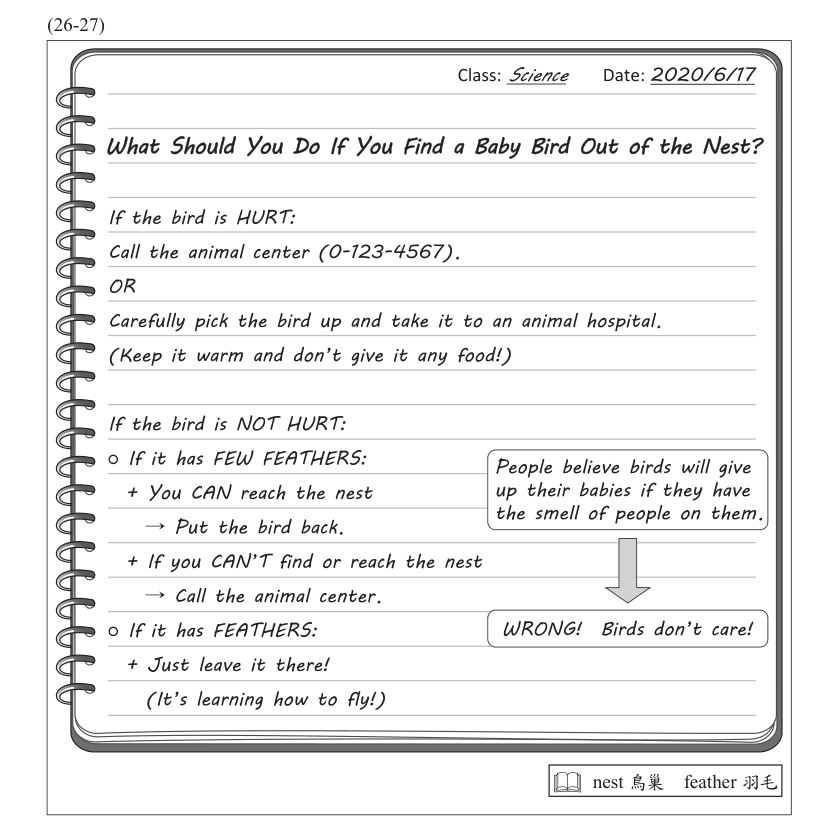 (26-27)
Class: Science Date: 2020/6/17
What Should You Do If You Find a Baby Bird Out of the Nest?
If the bird is HURT:
Call the animal center (0-123-4567).
OR
Carefully pick the bird up and take it to an animal hospital.
(Keep it warm and don't give it any food!)
If the bird is NOT HURT:
○ If it has FEW FEATHERS:
+ You CAN reach the nest
→ Put the bird back.
+ If you CAN'T find or reach the nest
→ Call the animal center.
○ If it has FEATHERS:
+ Just leave it there!
(It's learning how to fly!)
People believe birds will give
up their babies if they have
the smell of people on them.
WRONG! Birds don't care!
nest 鳥巢 feather 羽毛